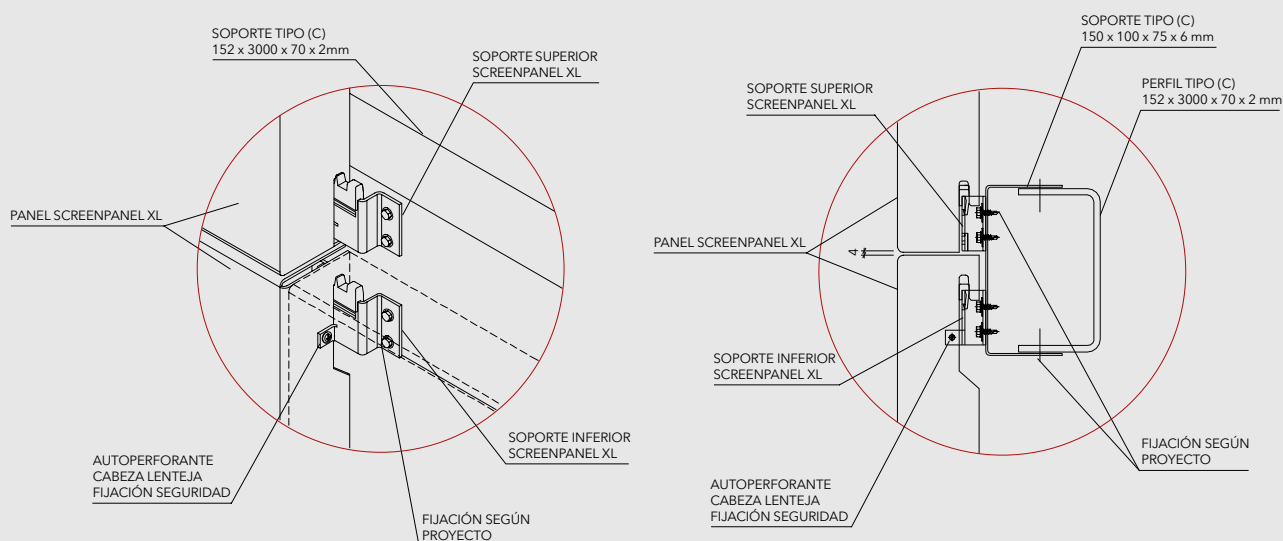 SOPORTE TIPO (C)
152 x 3000 x 70 x 2mm
SOPORTE SUPERIOR
SCREENPANEL XL
PANEL SCREENPANEL XL
AUTOPERFORANTE
CABEZA LENTEJA
FIJACIÓN SEGURIDAD
SOPORTE INFERIOR
SCREENPANEL XL
FIJACIÓN SEGÚN
PROYECTO
SOPORTE TIPO (C)
150 x 100 x 75 x 6 mm
PERFIL TIPO (C)
152 x 3000 x 70 x 2 mm
SOPORTE SUPERIOR
SCREENPANEL XL
PANEL SCREENPANEL XL
4
SOPORTE INFERIOR
SCREENPANEL XL
FIJACIÓN SEGÚN
PROYECTO
AUTOPERFORANTE
CABEZA LENTEJA
FIJACIÓN SEGURIDAD